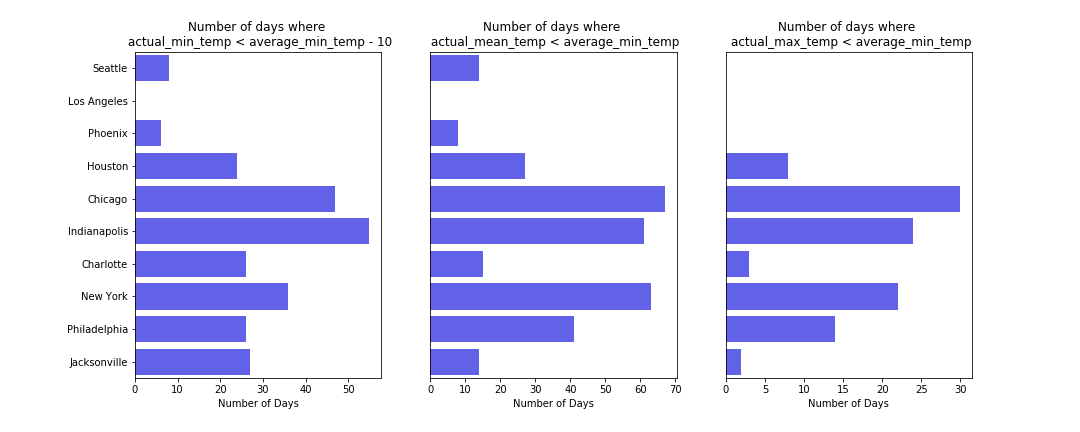 Number of days where
actual_min_temp < average_min_temp - 10
Number of days where
actual_mean_temp < average_min_temp
Number of days where
actual_max_temp < average_min_temp
Seattle
Los Angeles
Phoenix
Houston
Chicago
Indianapolis
Charlotte
New York
Philadelphia
Jacksonville
0 10 20 30 40 50
Number of Days
0 10 20 30 40 50 60 70
Number of Days
0 5 10 15 20 25 30
Number of Days